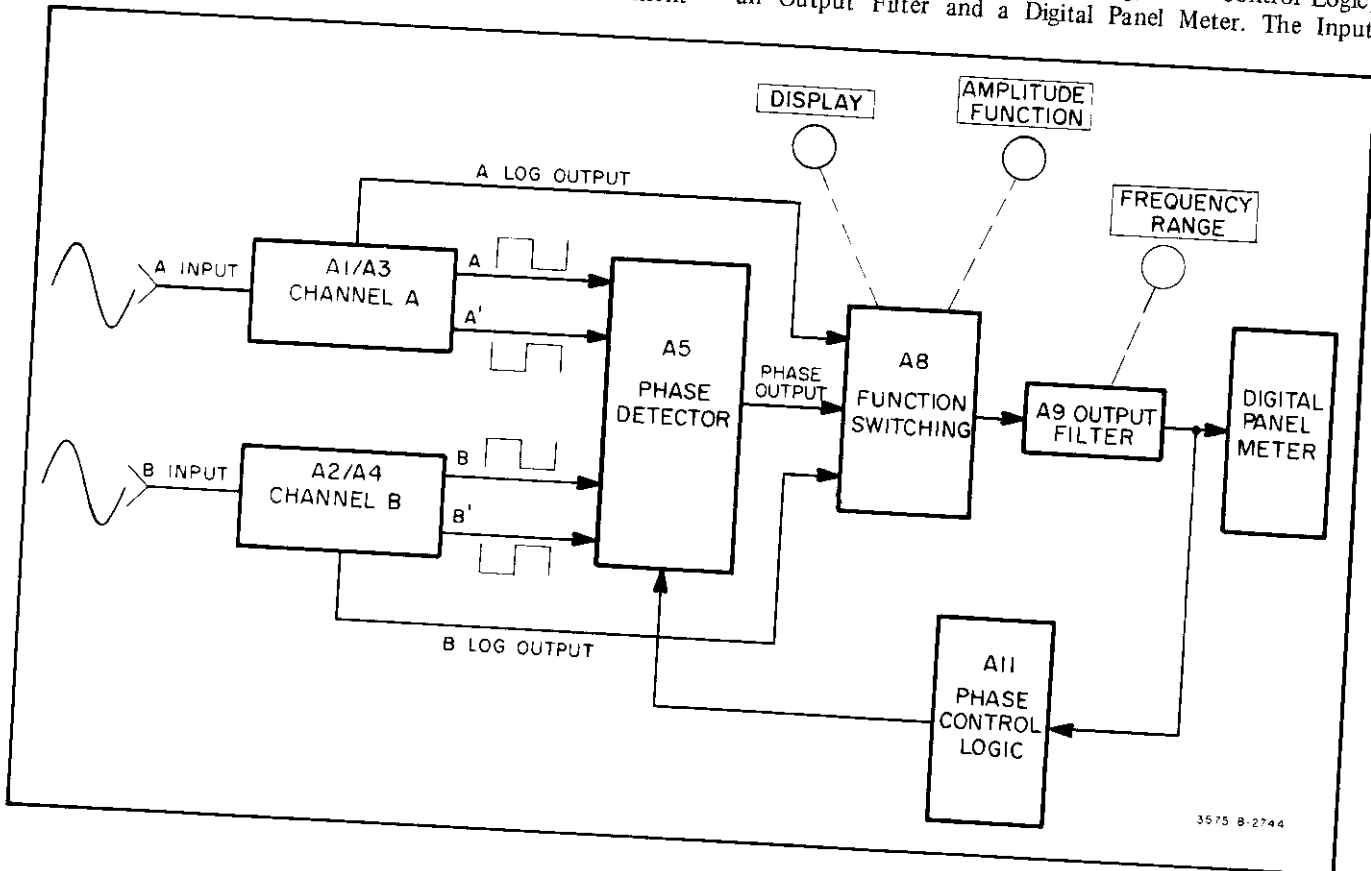 Control Logic,
an Output Filter and a Digital Panel Meter. The Input
DISPLAY
AMPLITUDE
FUNCTION
FREQUENCY
RANGE
A LOG OUTPUT
A INPUT
A1/A3
CHANNEL A
A
A'
A5
PHASE
DETECTOR
PHASE
OUTPUT
A8
FUNCTION
SWITCHING
A9 OUTPUT
FILTER
DIGITAL
PANEL
METER
B INPUT
A2/A4
CHANNEL B
B
B'
B LOG OUTPUT
A11
PHASE
CONTROL
LOGIC
3575 B-2744